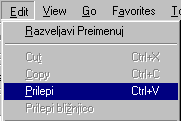 Edit View Go Favorites T
Razveljavi Preimenuj
Cut Ctrl+X
Copy Ctrl+C
Prilepi Ctrl+V
Prilepi bližnjico